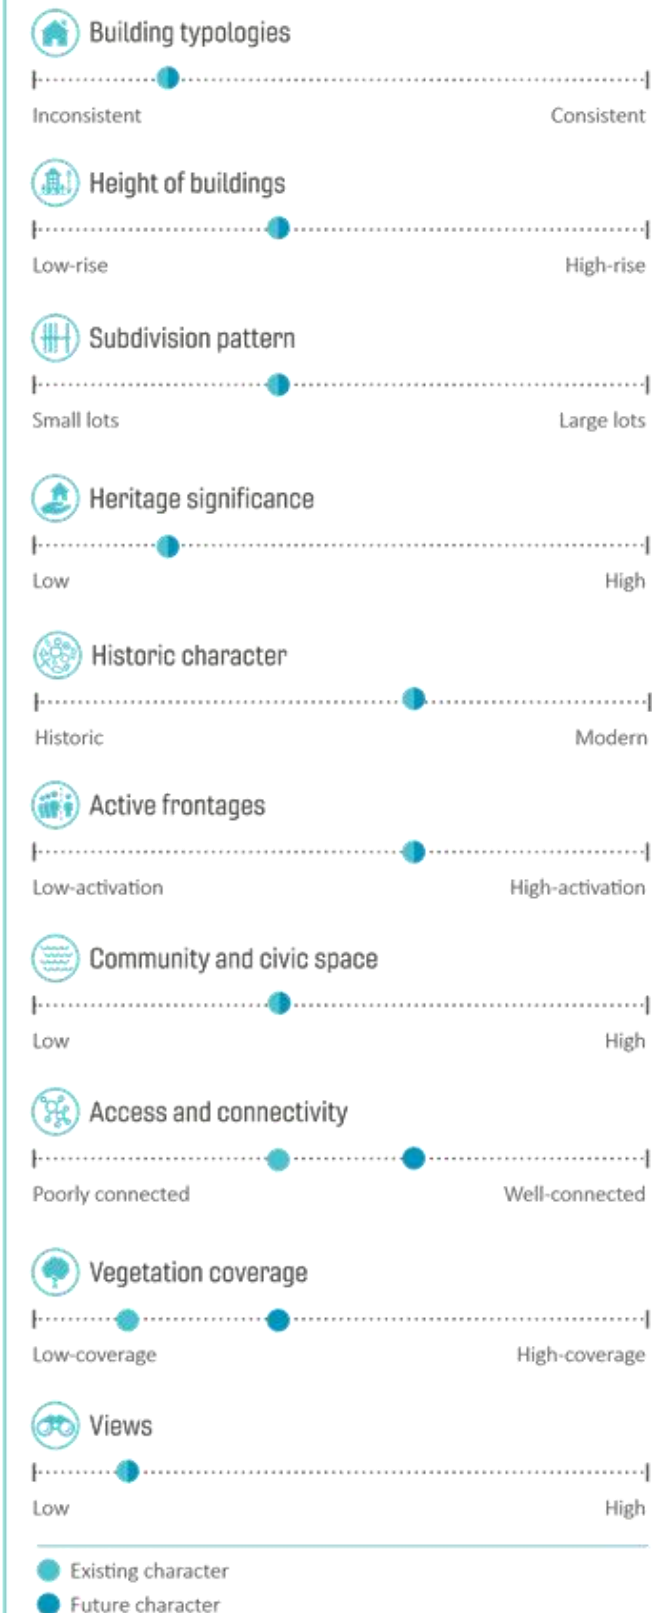 Building typologies
Inconsistent Consistent
Height of buildings
Low-rise High-rise
Subdivision pattern
Small lots Large lots
Heritage significance
Low High
Historic character
Historic Modern
Active frontages
Low-activation High-activation
Community and civic space
Low High
Access and connectivity
Poorly connected Well-connected
Vegetation coverage
Low-coverage High-coverage
Views
Low High
Existing character
Future character